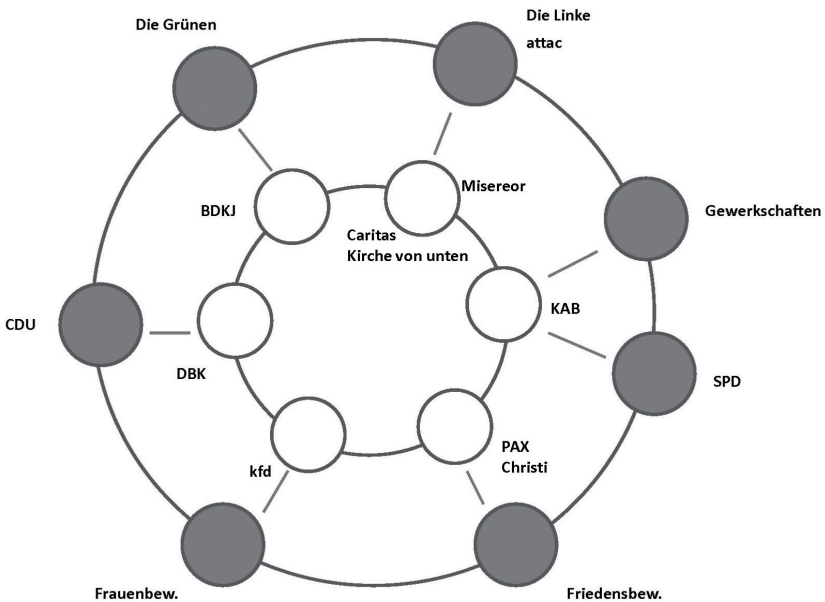 Die Linke
attac
Die Grünen
Misereor
BDKJ
Gewerkschaften
Caritas
Kirche von unten
KAB
CDU
DBK
SPD
PAX
Christi
kfd
Frauenbew.
Friedensbew.